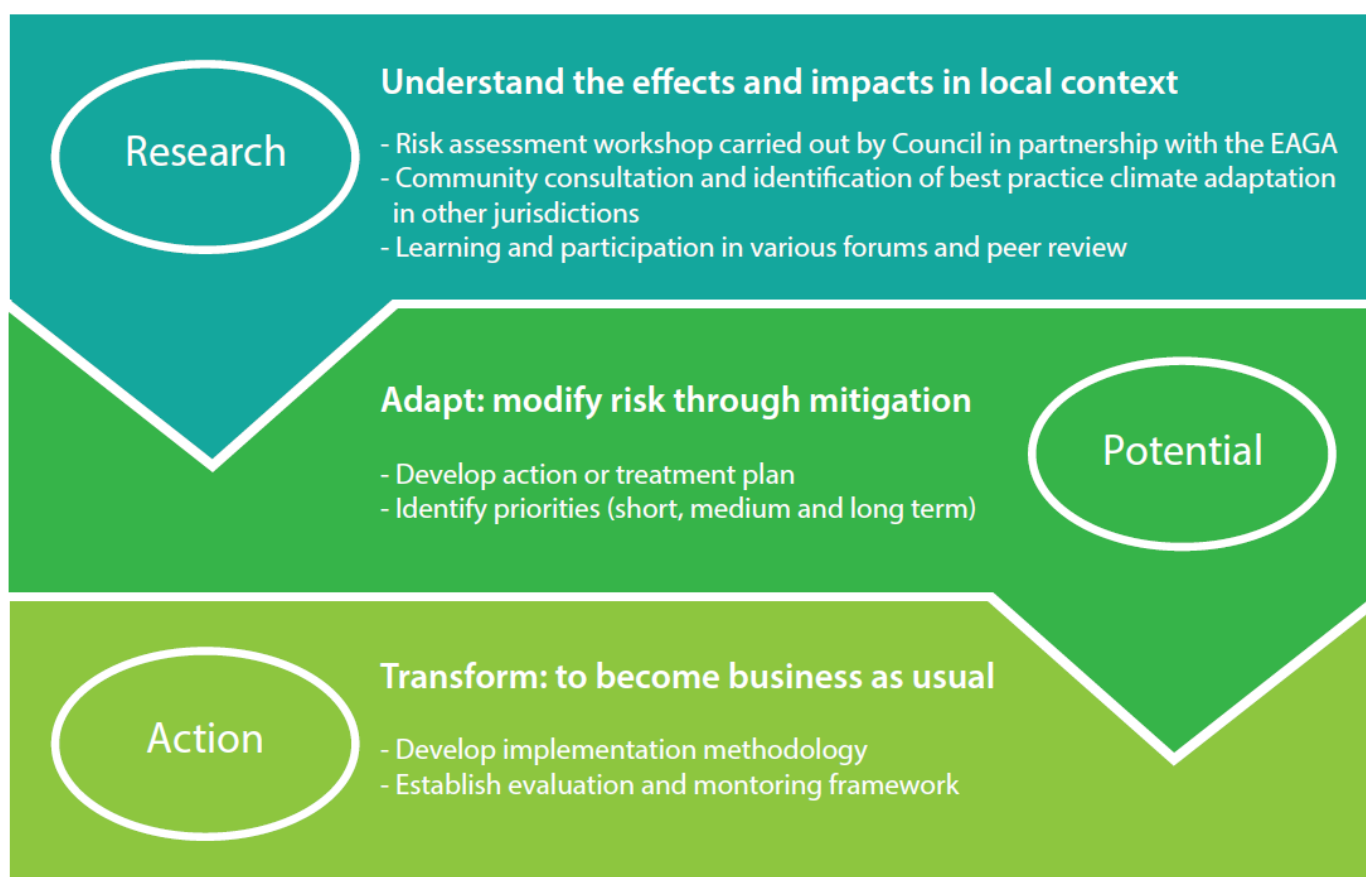 Research
Understand the effects and impacts in local context
- Risk assessment workshop carried out by Council in partnership with the EAGA
- Community consultation and identification of best practice climate adaptation
in other jurisdictions
- Learning and participation in various forums and peer review
Adapt: modify risk through mitigation
- Develop action or treatment plan
- Identify priorities (short, medium and long term)
Potential
Action
Transform: to become business as usual
- Develop implementation methodology
- Establish evaluation and montoring framework